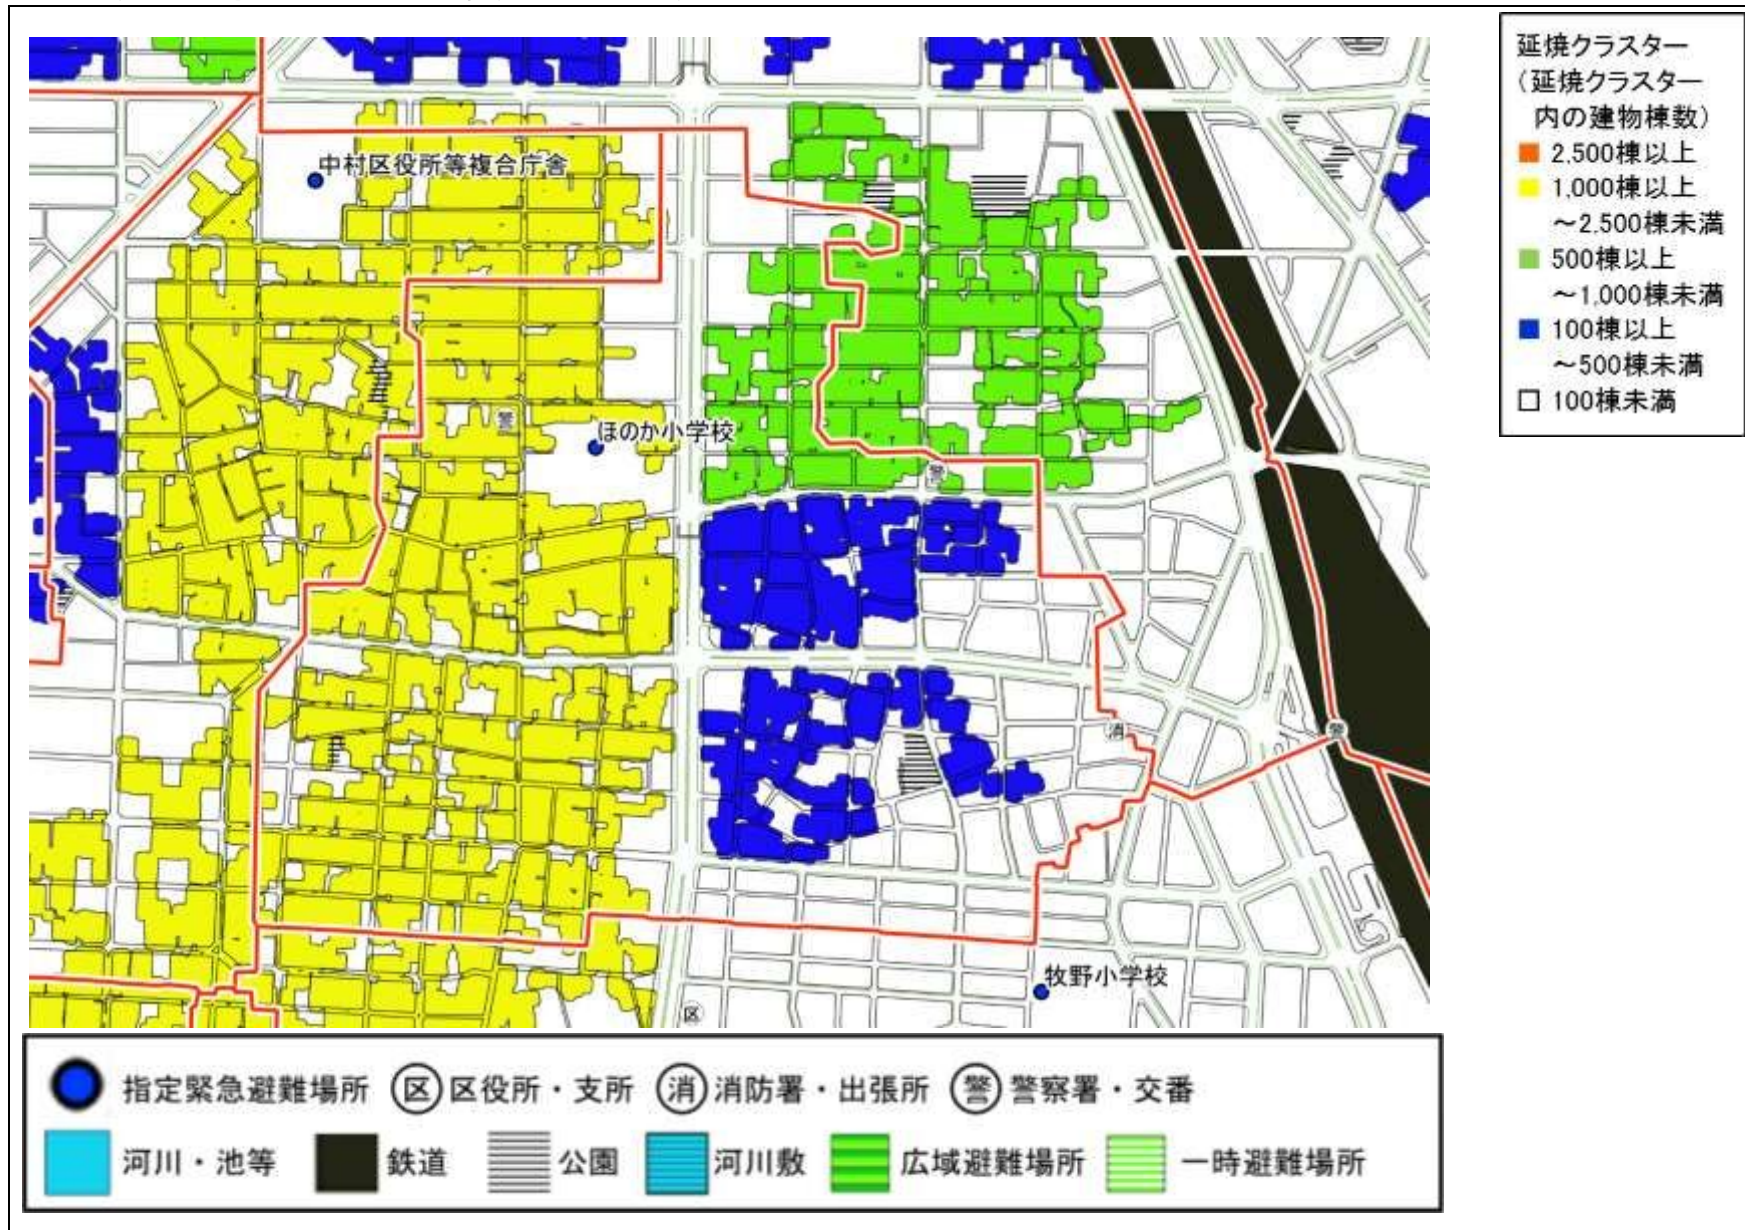 延焼クラスター
（延焼クラスター
内の建物棟数）
2,500棟以上
1,000棟以上
～2,500棟未満
500棟以上
～1,000棟未満
100棟以上
～500棟未満
100棟未満
中村区役所等複合庁舎
警
ほのか小学校
警
消
警
牧野小学校
区
指定緊急避難場所 区 区役所・支所 消 消防署・出張所 警 警察署・交番
河川・池等 鉄道 公園 河川敷 広域避難場所 一時避難場所